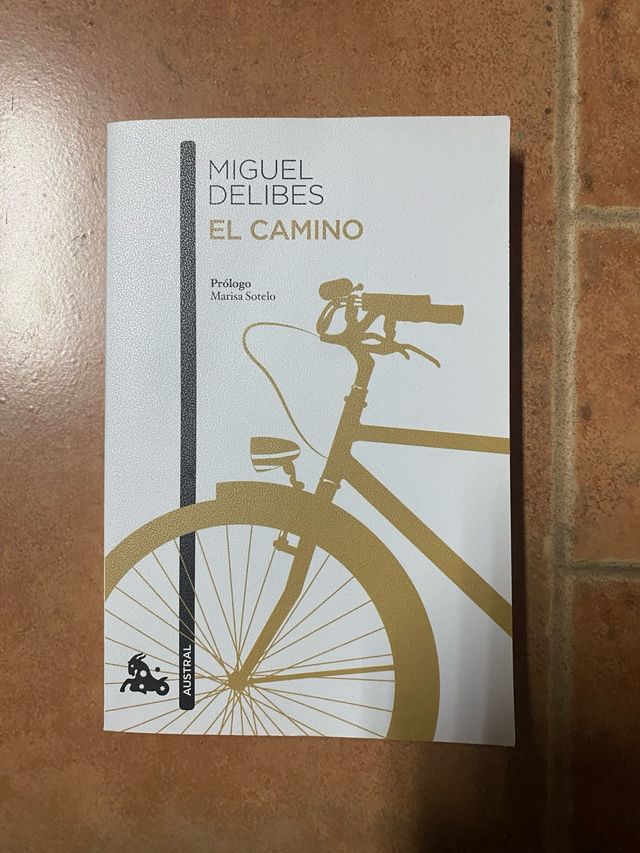 MIGUEL
DELIBES
EL CAMINO
Prólogo
Marisa Sotelo
AUSTRAL